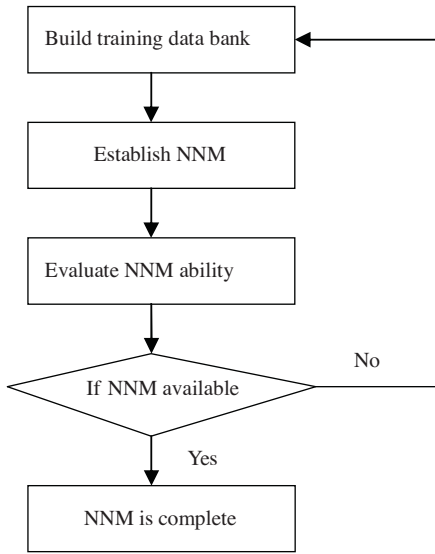 Build training data bank
Establish NNM
Evaluate NNM ability
If NNM available
No
Yes
NNM is complete